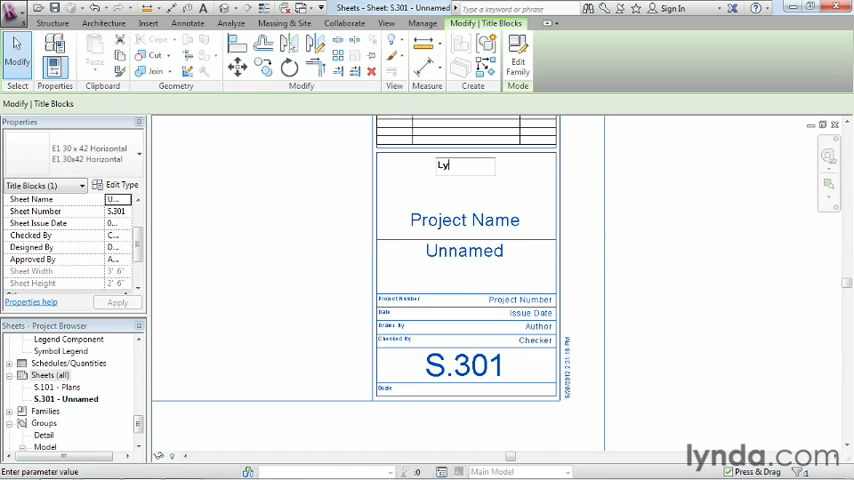 Sheets - Sheet: S.301 - Unnamed
Type a keyword or phrase
Sign In
Structure Architecture Insert Annotate Analyze Massing & Site Collaborate View Manage Modify | Title Blocks
Modify
Paste
Cope
Cut
Join
Edit
Family
Select Properties Geometry Modify View Measure Create Mode
Modify | Title Blocks
Properties
E1 30 x 42 Horizontal
E1 30x42 Horizontal
Title Blocks (1) Edit Type
Sheet Name U...
Sheet Number S.301
Sheet Issue Date 0...
Checked By C...
Designed By D...
Approved By A...
Sheet Width 3' 6"
Sheet Height 2' 6"
Properties help Apply
Sheets - Project Browser
Legend Component
Symbol Legend
Schedules/Quantities
Sheets (all)
S.101 - Plans
S.301 - Unnamed
Families
Groups
Detail
Model
Ly
Project Name
Unnamed
Project Number Project Number
Date Issue Date
Drawn By Author
Checked By Checker
S.301
Scale
Enter parameter value
:0
Main Model
Press & Drag
:1
lynda.com